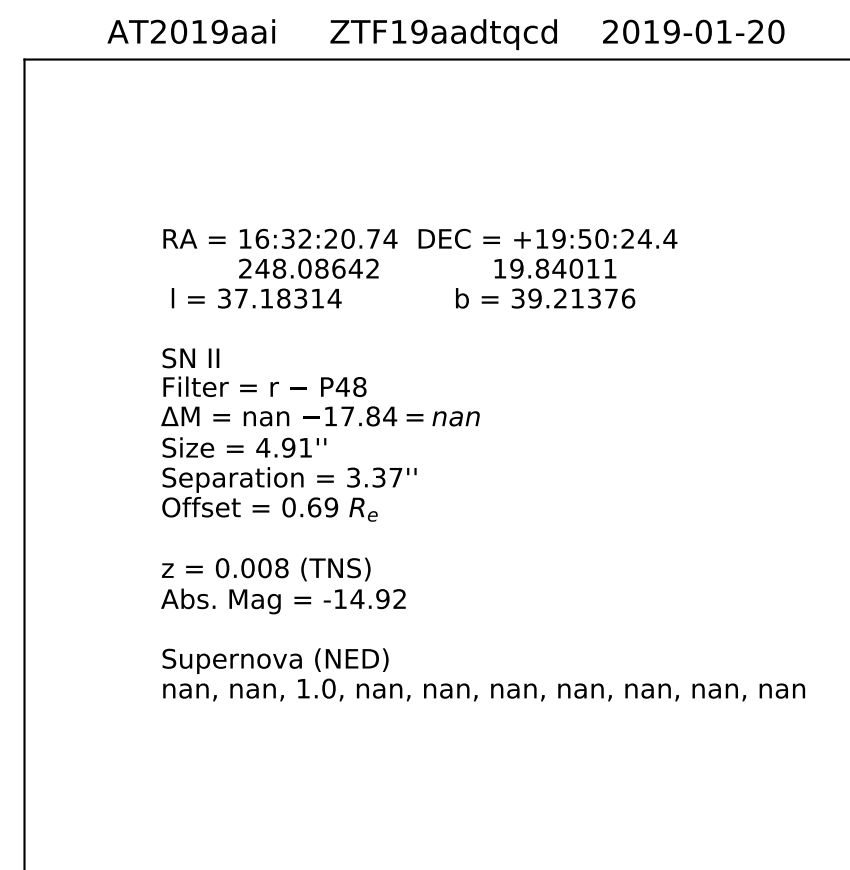 AT2019aai ZTF19aadtqcd 2019-01-20
RA = 16:32:20.74 DEC = +19:50:24.4
248.08642 19.84011
l = 37.18314 b = 39.21376
SN II
Filter = r − P48
ΔM = nan −17.84 = nan
Size = 4.91''
Separation = 3.37''
Offset = 0.69 Re
z = 0.008 (TNS)
Abs. Mag = -14.92
Supernova (NED)
nan, nan, 1.0, nan, nan, nan, nan, nan, nan, nan